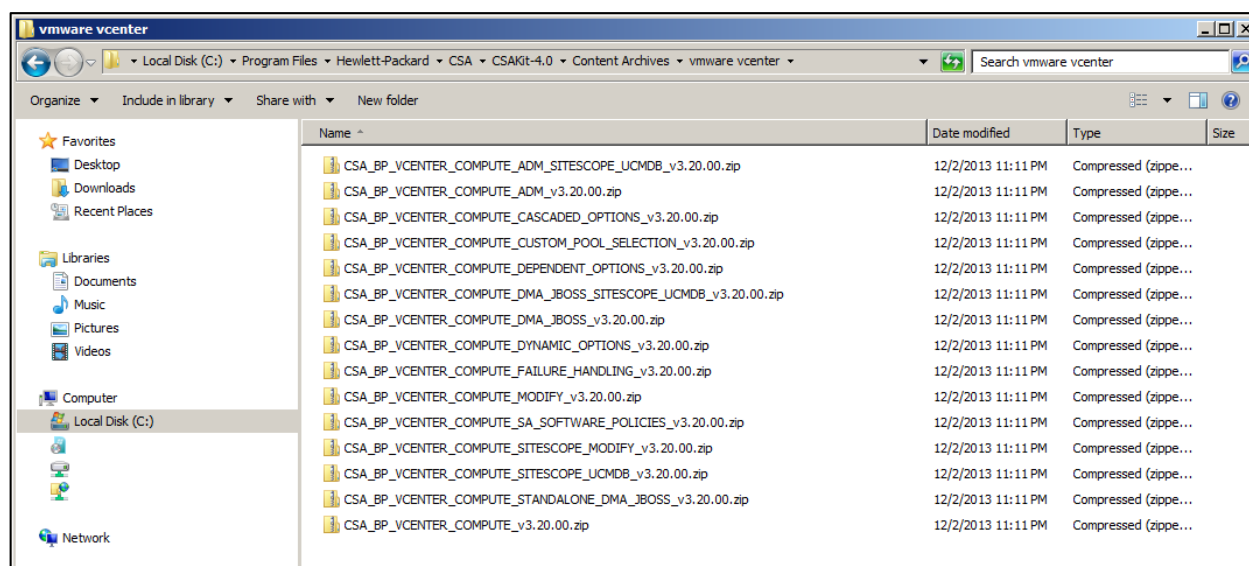 vmware vcenter
Local Disk (C:) Program Files Hewlett-Packard CSA CSAKit-4.0 Content Archives vmware vcenter Search vmware vcenter
Organize Include in library Share with New folder
Favorites
Desktop
Downloads
Recent Places
Libraries
Documents
Music
Pictures
Videos
Computer
Local Disk (C:)
Network
Name Date modified Type Size
CSA_BP_VCENTER_COMPUTE_ADM_SITESCOPE_UCMDB_v3.20.00.zip 12/2/2013 11:11 PM Compressed (zippe...
CSA_BP_VCENTER_COMPUTE_ADM_v3.20.00.zip 12/2/2013 11:11 PM Compressed (zippe...
CSA_BP_VCENTER_COMPUTE_CASCADED_OPTIONS_v3.20.00.zip 12/2/2013 11:11 PM Compressed (zippe...
CSA_BP_VCENTER_COMPUTE_CUSTOM_POOL_SELECTION_v3.20.00.zip 12/2/2013 11:11 PM Compressed (zippe...
CSA_BP_VCENTER_COMPUTE_DEPENDENT_OPTIONS_v3.20.00.zip 12/2/2013 11:11 PM Compressed (zippe...
CSA_BP_VCENTER_COMPUTE_DMA_JBOSS_SITESCOPE_UCMDB_v3.20.00.zip 12/2/2013 11:11 PM Compressed (zippe...
CSA_BP_VCENTER_COMPUTE_DMA_JBOSS_v3.20.00.zip 12/2/2013 11:11 PM Compressed (zippe...
CSA_BP_VCENTER_COMPUTE_DYNAMIC_OPTIONS_v3.20.00.zip 12/2/2013 11:11 PM Compressed (zippe...
CSA_BP_VCENTER_COMPUTE_FAILURE_HANDLING_v3.20.00.zip 12/2/2013 11:11 PM Compressed (zippe...
CSA_BP_VCENTER_COMPUTE_MODIFY_v3.20.00.zip 12/2/2013 11:11 PM Compressed (zippe...
CSA_BP_VCENTER_COMPUTE_SA_SOFTWARE_POLICIES_v3.20.00.zip 12/2/2013 11:11 PM Compressed (zippe...
CSA_BP_VCENTER_COMPUTE_SITESCOPE_MODIFY_v3.20.00.zip 12/2/2013 11:11 PM Compressed (zippe...
CSA_BP_VCENTER_COMPUTE_SITESCOPE_UCMDB_v3.20.00.zip 12/2/2013 11:11 PM Compressed (zippe...
CSA_BP_VCENTER_COMPUTE_STANDALONE_DMA_JBOSS_v3.20.00.zip 12/2/2013 11:11 PM Compressed (zippe...
CSA_BP_VCENTER_COMPUTE_v3.20.00.zip 12/2/2013 11:11 PM Compressed (zippe...